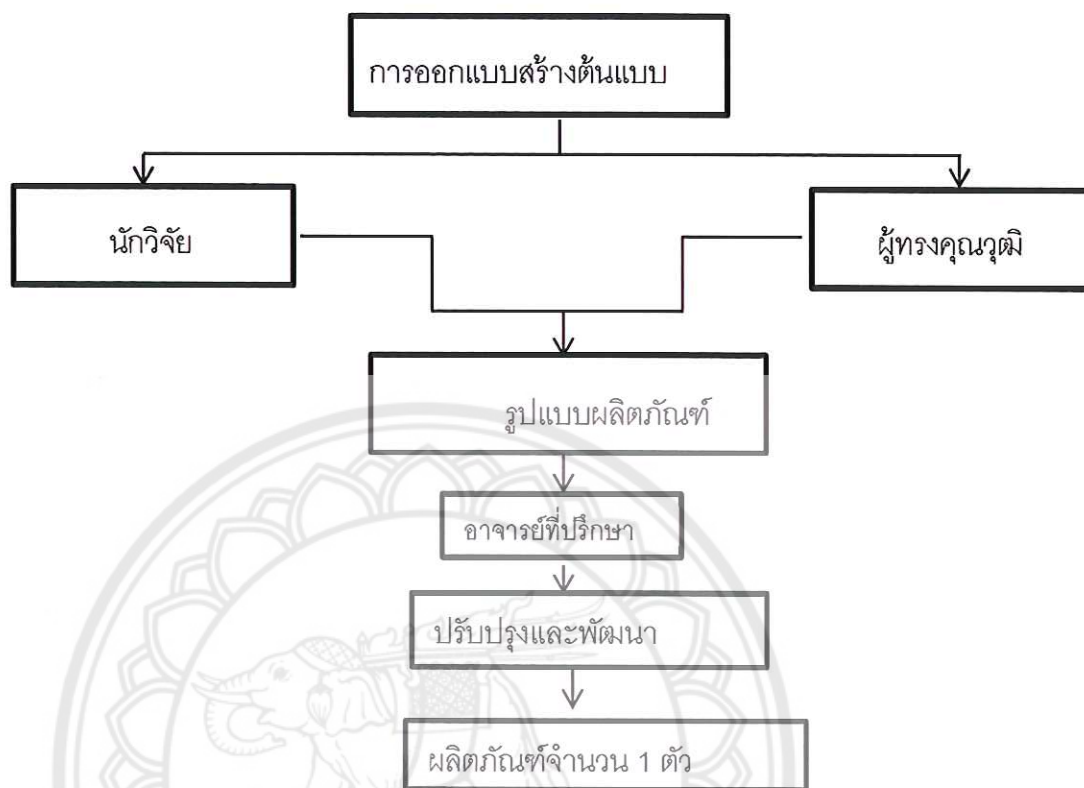 การออกแบบสร้างต้นแบบ
นักวิจัย
ผู้ทรงคุณวุฒิ
รูปแบบผลิตภัณฑ์
อาจารย์ที่ปรึกษา
ปรับปรุงและพัฒนา
ผลิตภัณฑ์จำนวน 1 ตัว